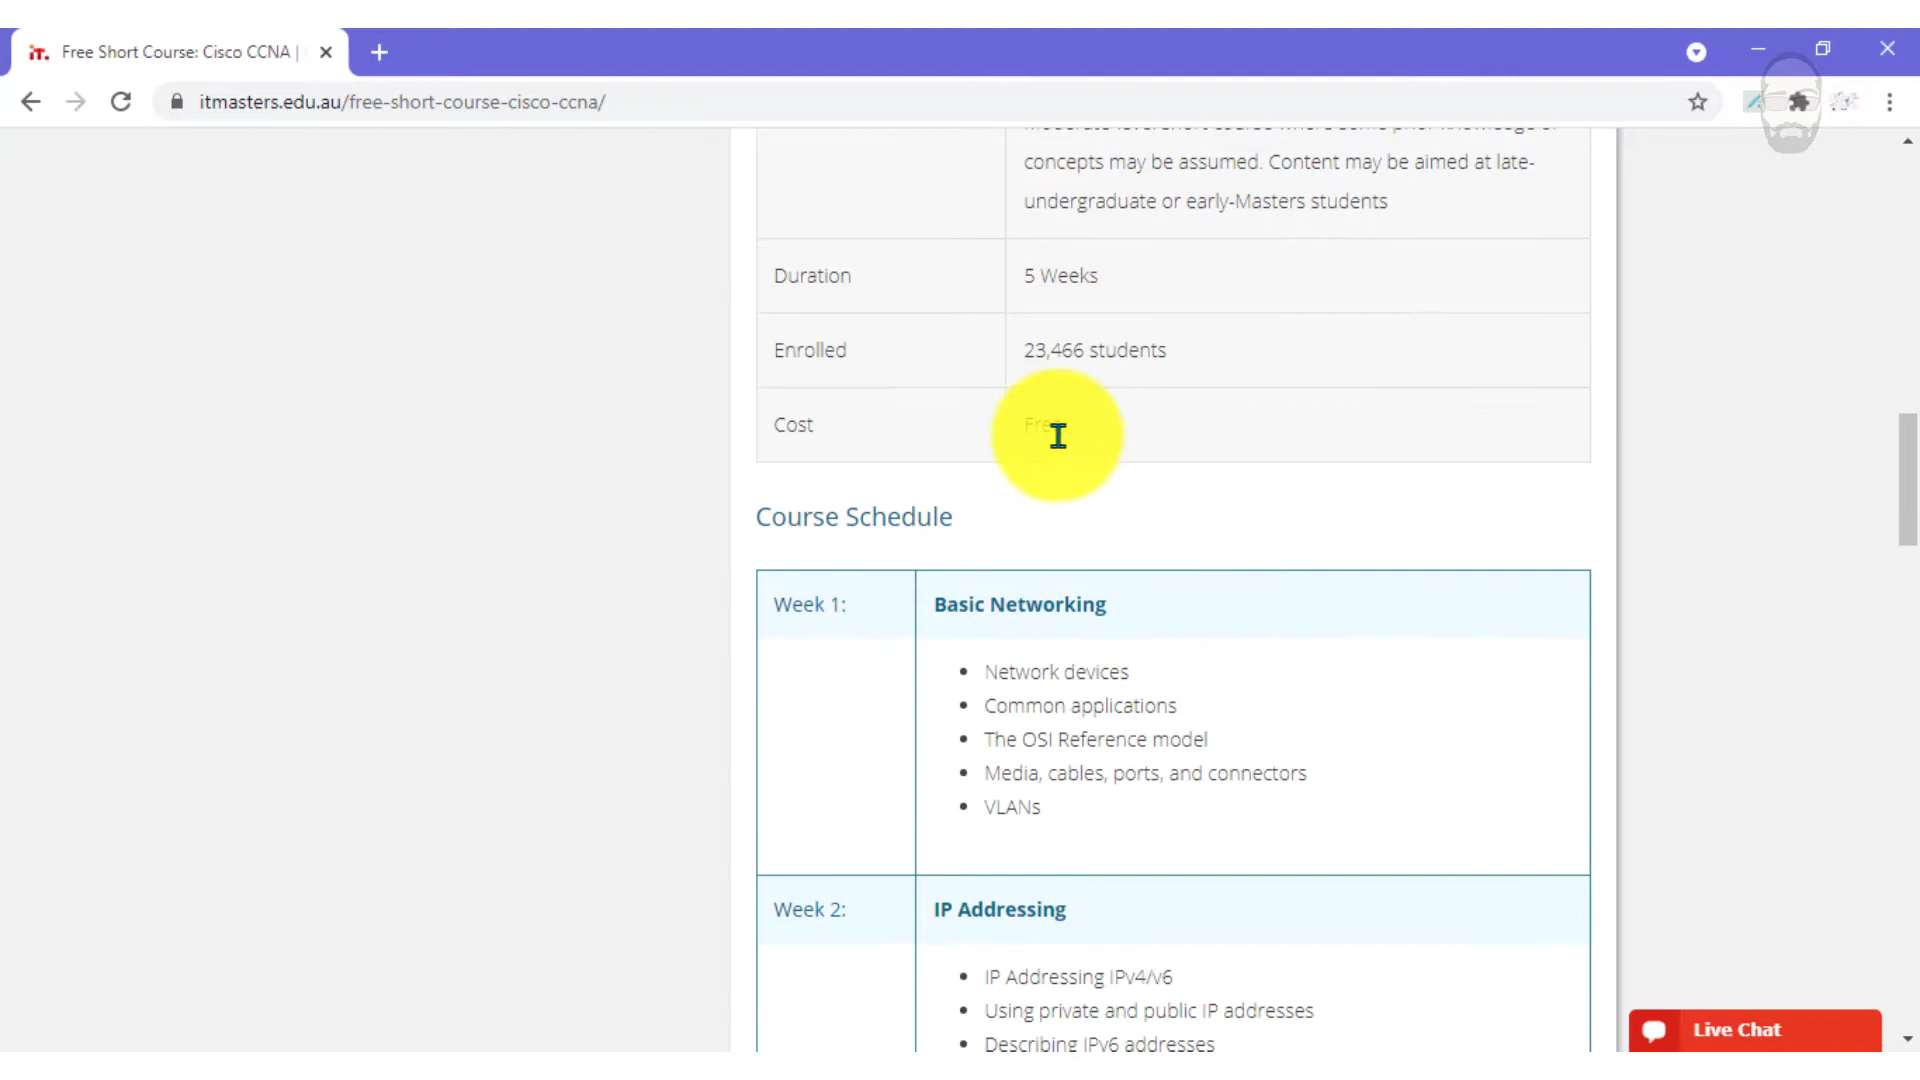 iT. Free Short Course: Cisco CCNA |
itmasters.edu.au/free-short-course-cisco-ccna/
concepts may be assumed. Content may be aimed at late-
undergraduate or early-Masters students
Duration 5 Weeks
Enrolled 23,466 students
Cost Free
Course Schedule
Week 1: Basic Networking
Network devices
Common applications
The OSI Reference model
Media, cables, ports, and connectors
VLANs
Week 2: IP Addressing
IP Addressing IPv4/v6
Using private and public IP addresses
Describing IPv6 addresses
Live Chat